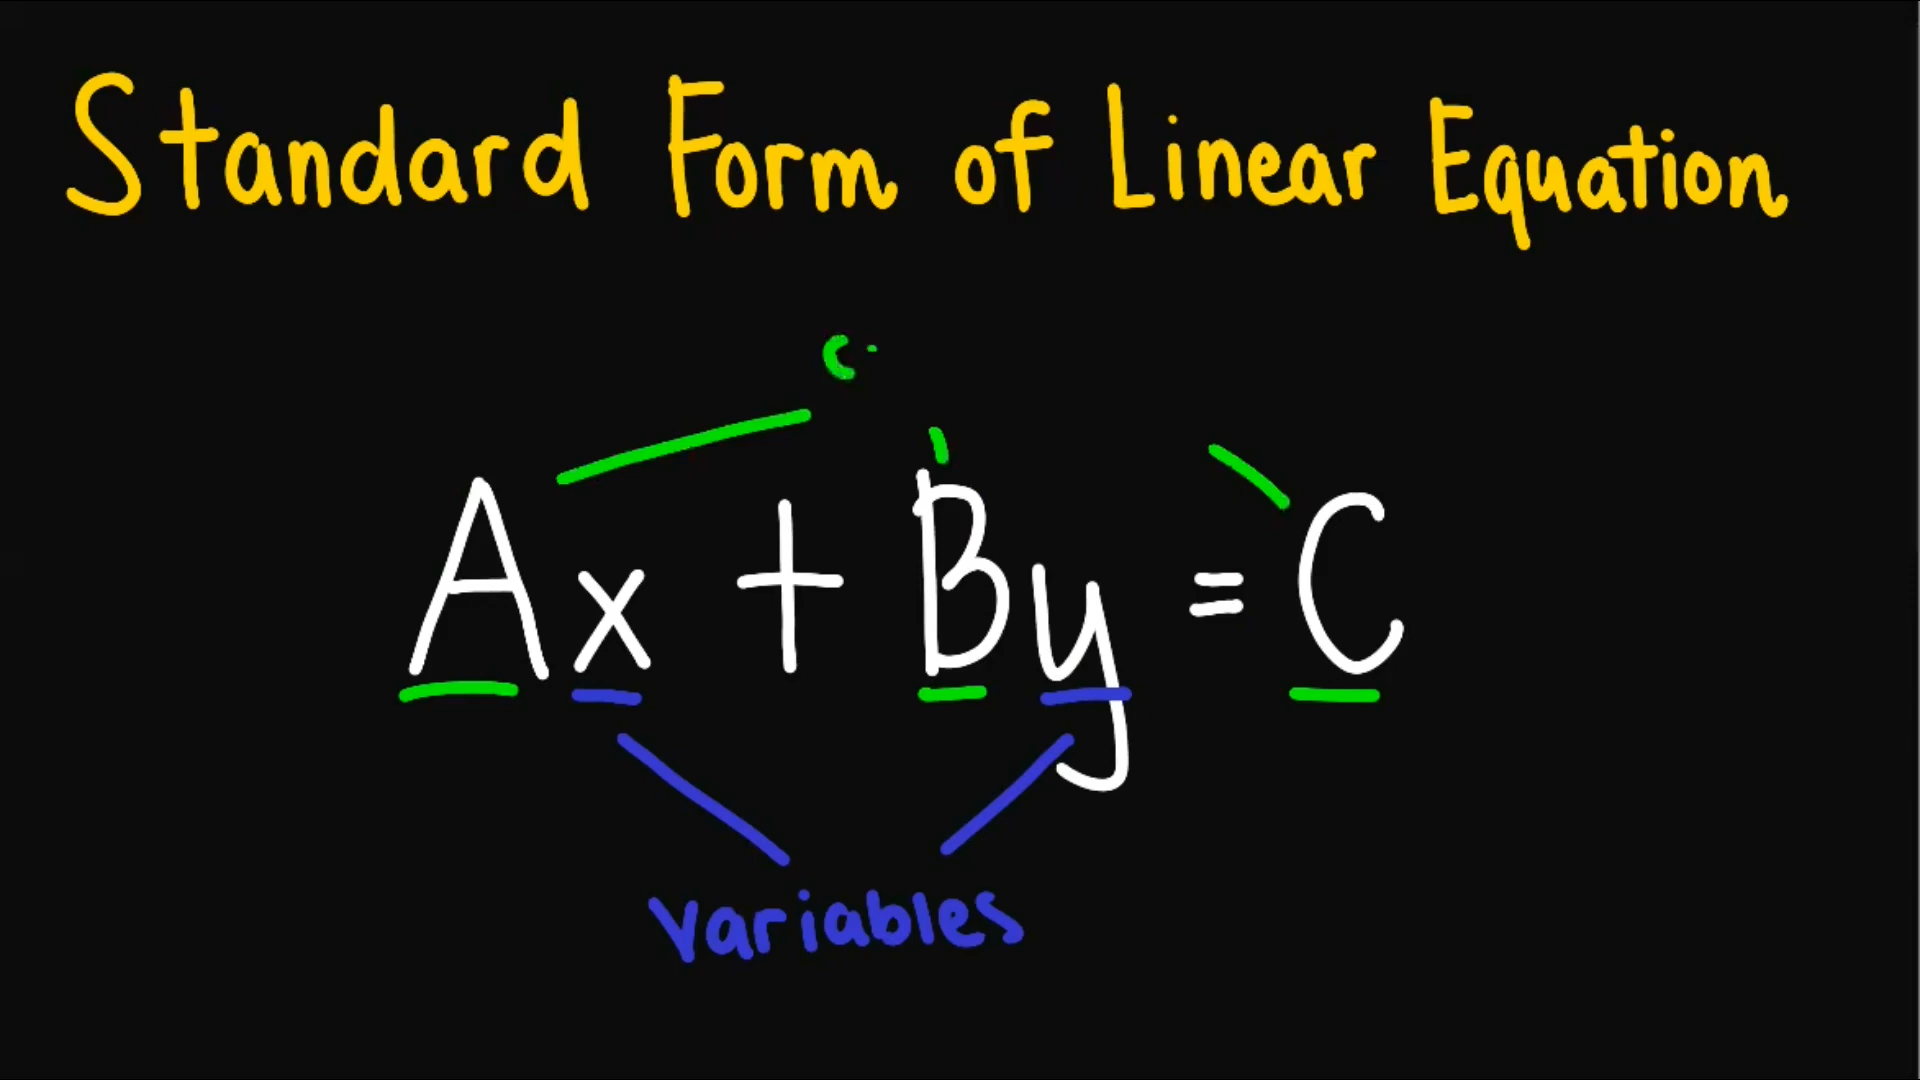 Standard Form of Linear Equation
c
Ax + By = C
variables